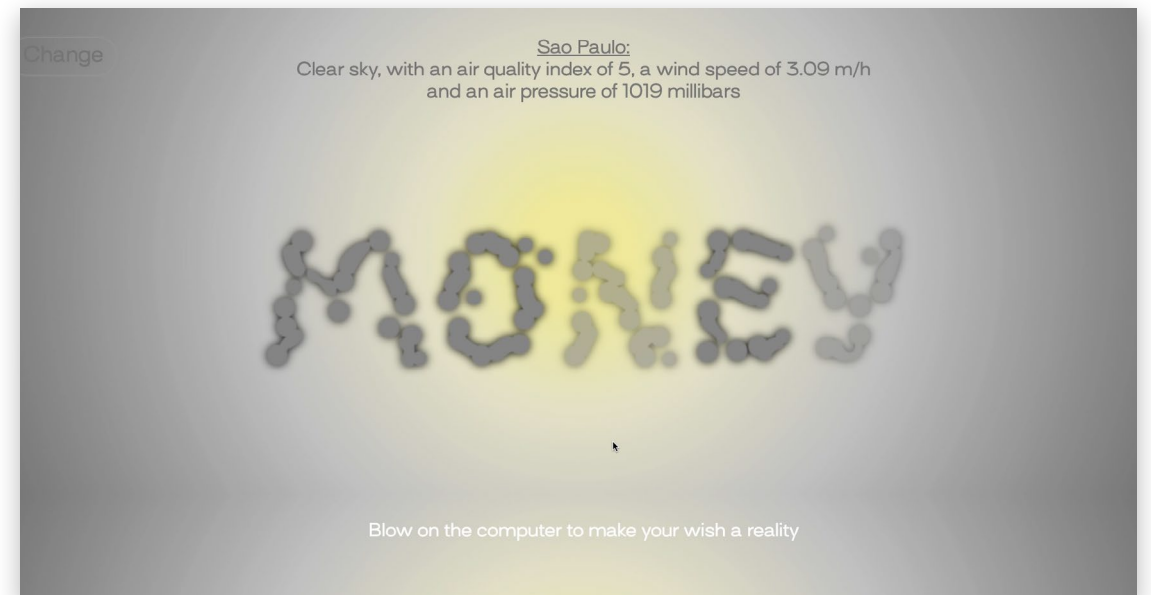 Change
Sao Paulo:
Clear sky, with an air quality index of 5, a wind speed of 3.09 m/h
and an air pressure of 1019 millibars
MONEY
Blow on the computer to make your wish a reality